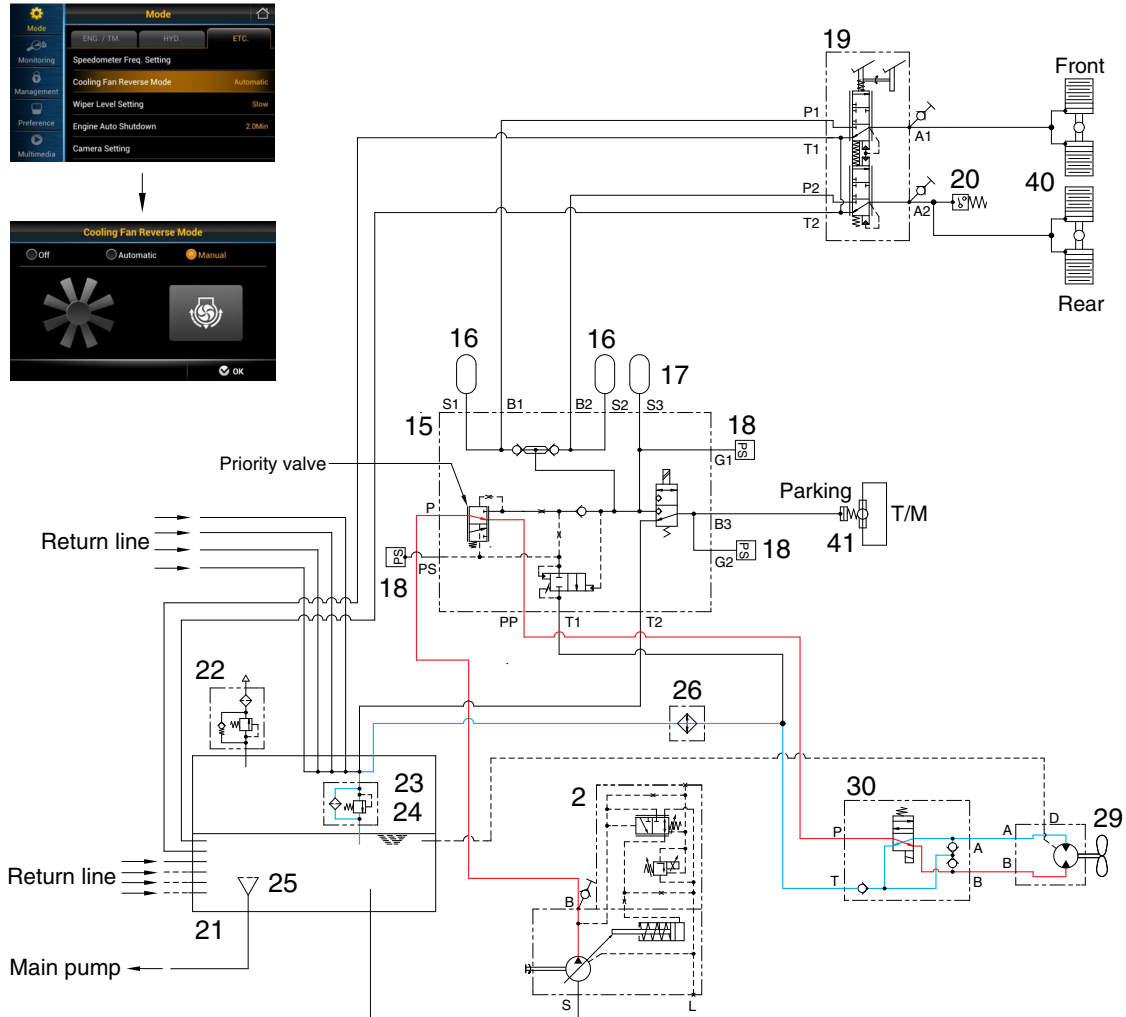 Mode
Mode
ENG. / TM.
HYD.
ETC.
Monitoring
Speedometer Freq. Setting
Cooling Fan Reverse Mode
Automatic
Management
Wiper Level Setting
Slow
Preference
Engine Auto Shutdown
2.0Min
Multimedia
Camera Setting
Cooling Fan Reverse Mode
Off
Automatic
Manual
OK
19
Front
P1
T1
A1
P2
T2
A2
20
40
Rear
16
16
17
S1
B1
B2
S2
S3
15
18
PS
G1
Priority valve
P
Parking
T/M
B3
41
Return line
PS
18
PS
PS
18
G2
PP
T1
T2
22
26
23
24
2
30
29
P
A
A
D
B
B
T
Return line
25
21
B
Main pump
S
L